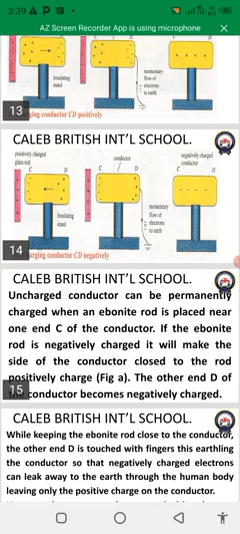 3:39
AZ Screen Recorder App is using microphone
C
D
D
Insulating
stand
momentary
flow of
electrons
to earth
13
ging conductor CD positively
CALEB BRITISH INT'L SCHOOL.
positively charged
glass rod
conductor
negatively charged
conductor
C
D
C
D
C
D
Insulating
stand
momentary
flow of
electrons
to earth
14
arging conductor CD negatively
CALEB BRITISH INT'L SCHOOL.
Uncharged conductor can be permanently
charged when an ebonite rod is placed near
one end C of the conductor. If the ebonite
rod is negatively charged it will make the
side of the conductor closed to the rod
positively charge (Fig a). The other end D of
conductor becomes negatively charged.
15
CALEB BRITISH INT'L SCHOOL.
While keeping the ebonite rod close to the conductor,
the other end D is touched with fingers this earthling
the conductor so that negatively charged electrons
can leak away to the earth through the human body
leaving only the positive charge on the conductor.